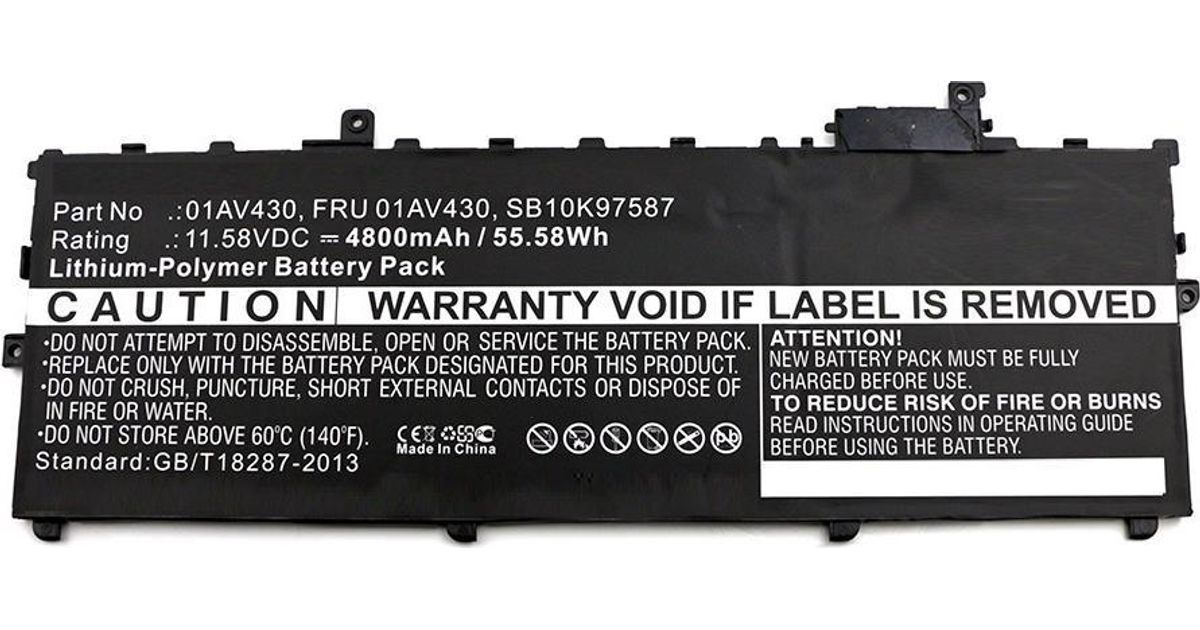 Part No .:01AV430, FRU 01AV430, SB10K97587
Rating .: 11.58VDC ⎓ 4800mAh / 55.58Wh
Lithium-Polymer Battery Pack
CAUTION WARRANTY VOID IF LABEL IS REMOVED
·DO NOT ATTEMPT TO DISASSEMBLE, OPEN OR SERVICE THE BATTERY PACK.
·REPLACE ONLY WITH THE BATTERY PACK DESIGNATED FOR THIS PRODUCT.
·DO NOT CRUSH, PUNCTURE, SHORT EXTERNAL CONTACTS OR DISPOSE OF
IN FIRE OR WATER.
·DO NOT STORE ABOVE 60°C (140°F).
Standard:GB/T18287-2013
CE
Made In China
Pb
ATTENTION!
NEW BATTERY PACK MUST BE FULLY
CHARGED BEFORE USE.
TO REDUCE RISK OF FIRE OR BURNS
READ INSTRUCTIONS IN OPERATING GUIDE
BEFORE USING THE BATTERY.